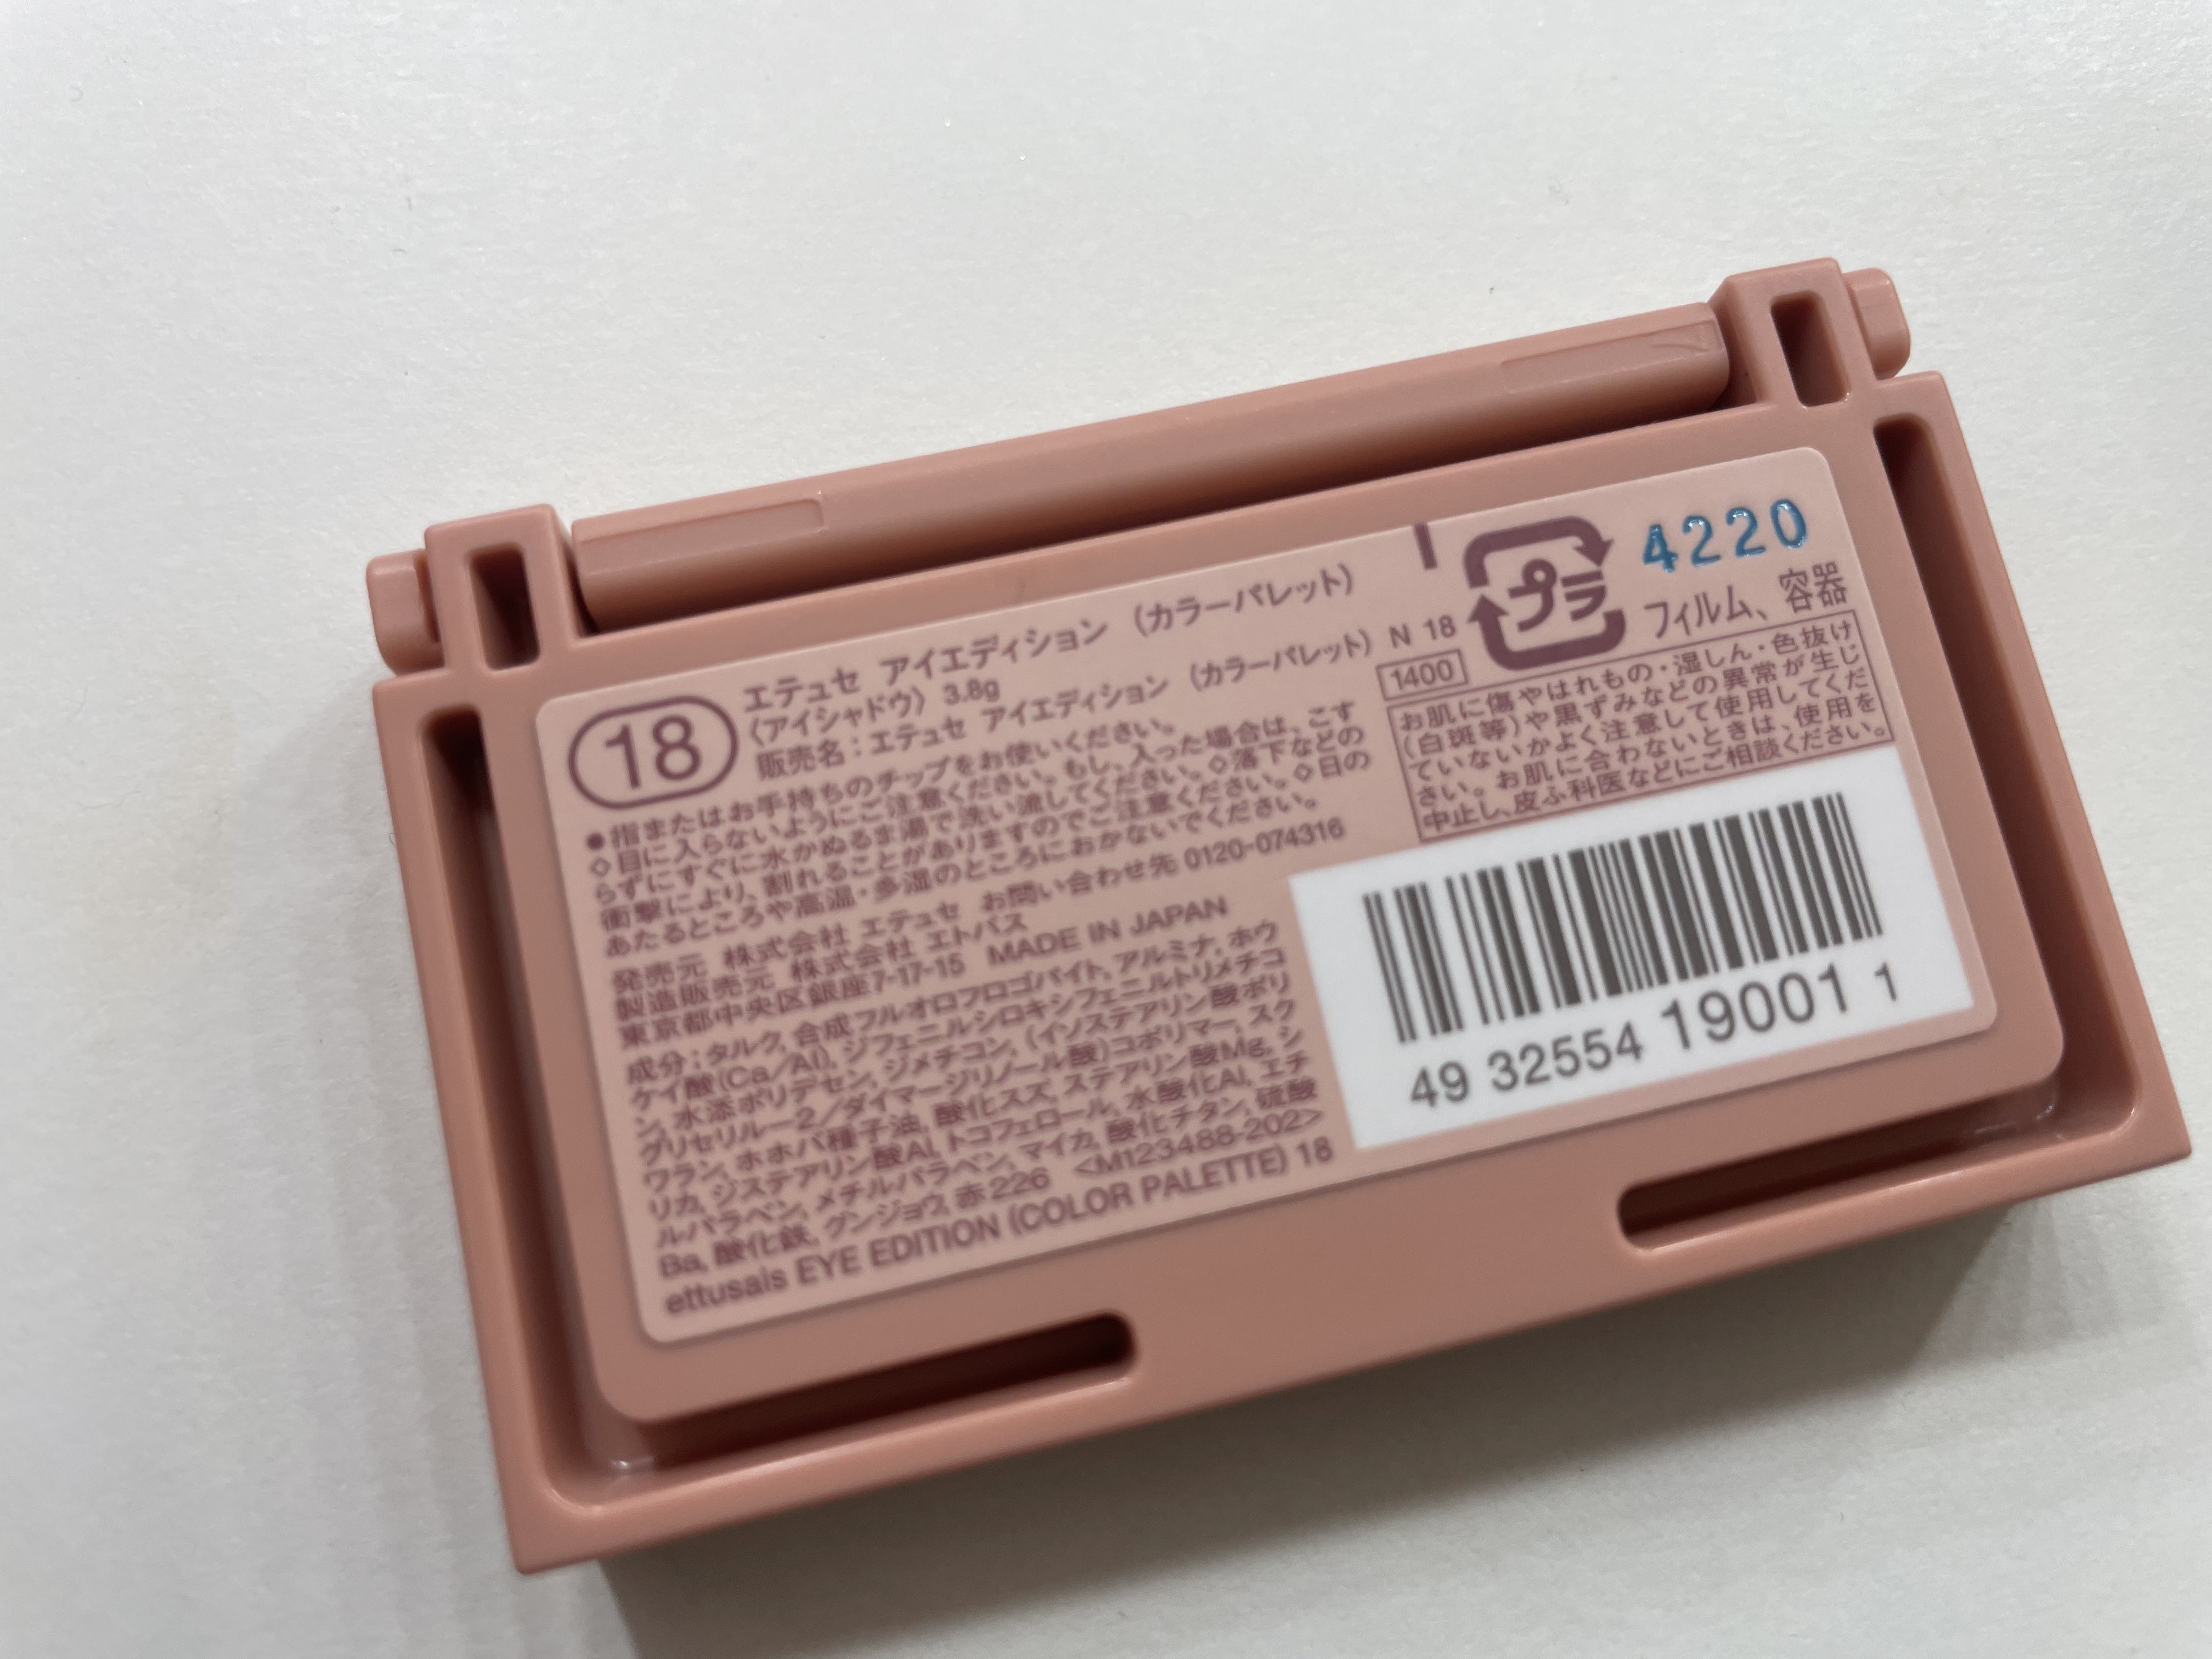 18
エテュセ アイエディション (カラーパレット)
〈アイシャドウ〉 3.8g
販売名：エテュセ アイエディション (カラーパレット) N 18
●指またはお手持ちのチップをお使いください。
◇目に入らないようにご注意ください。もし、入った場合は、こす
らずにすぐに水かぬるま湯で洗い流してください。◇落下などの
衝撃により、割れることがありますのでご注意ください。◇日の
あたるところや高温・多湿のところにおかないでください。
発売元 株式会社 エテュセ お問い合わせ先 0120-074316
製造販売元 株式会社 エトバス
東京都中央区銀座7-17-15 MADE IN JAPAN
成分：タルク, 合成フルオロフロゴパイト, アルミナ, ホウ
ケイ酸(Ca/Al), ジフェニルシロキシフェニルトリメチコ
ン, 水添ポリデセン, ジメチコン, (イソステアリン酸ポリ
グリセリル－2/ダイマージリノール酸)コポリマー, スク
ワラン, ホホバ種子油, 酸化スズ, ステアリン酸Mg, シ
リカ, ジステアリン酸Al, トコフェロール, 水酸化Al, エチ
ルパラベン, メチルパラベン, マイカ, 酸化チタン, 硫酸
Ba, 酸化鉄, グンジョウ, 赤226 <M123488-202>
ettusais EYE EDITION (COLOR PALETTE) 18
プラ
4220
フィルム、容器
1400
お肌に傷やはれもの・湿しん・色抜け
(白斑等)や黒ずみなどの異常が生じ
ていないかよく注意して使用してくだ
さい。お肌に合わないときは、使用を
中止し、皮ふ科医などにご相談ください。
49 32554 19001 1